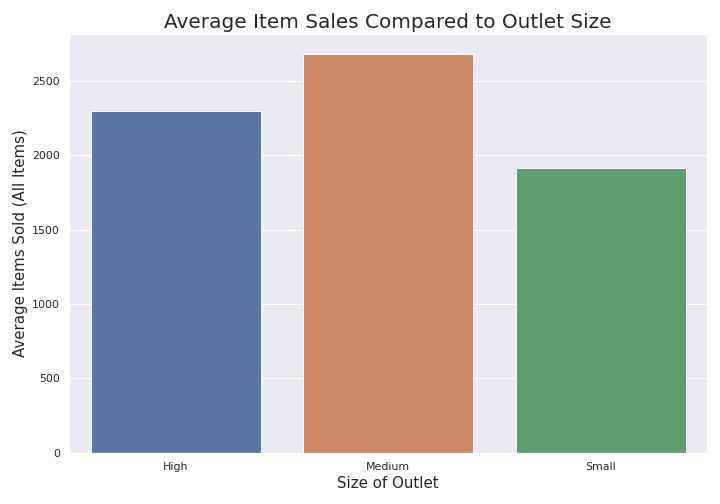 Average Item Sales Compared to Outlet Size
Average Items Sold (All Items)
2500
2000
1500
1000
500
0
High
Medium
Small
Size of Outlet